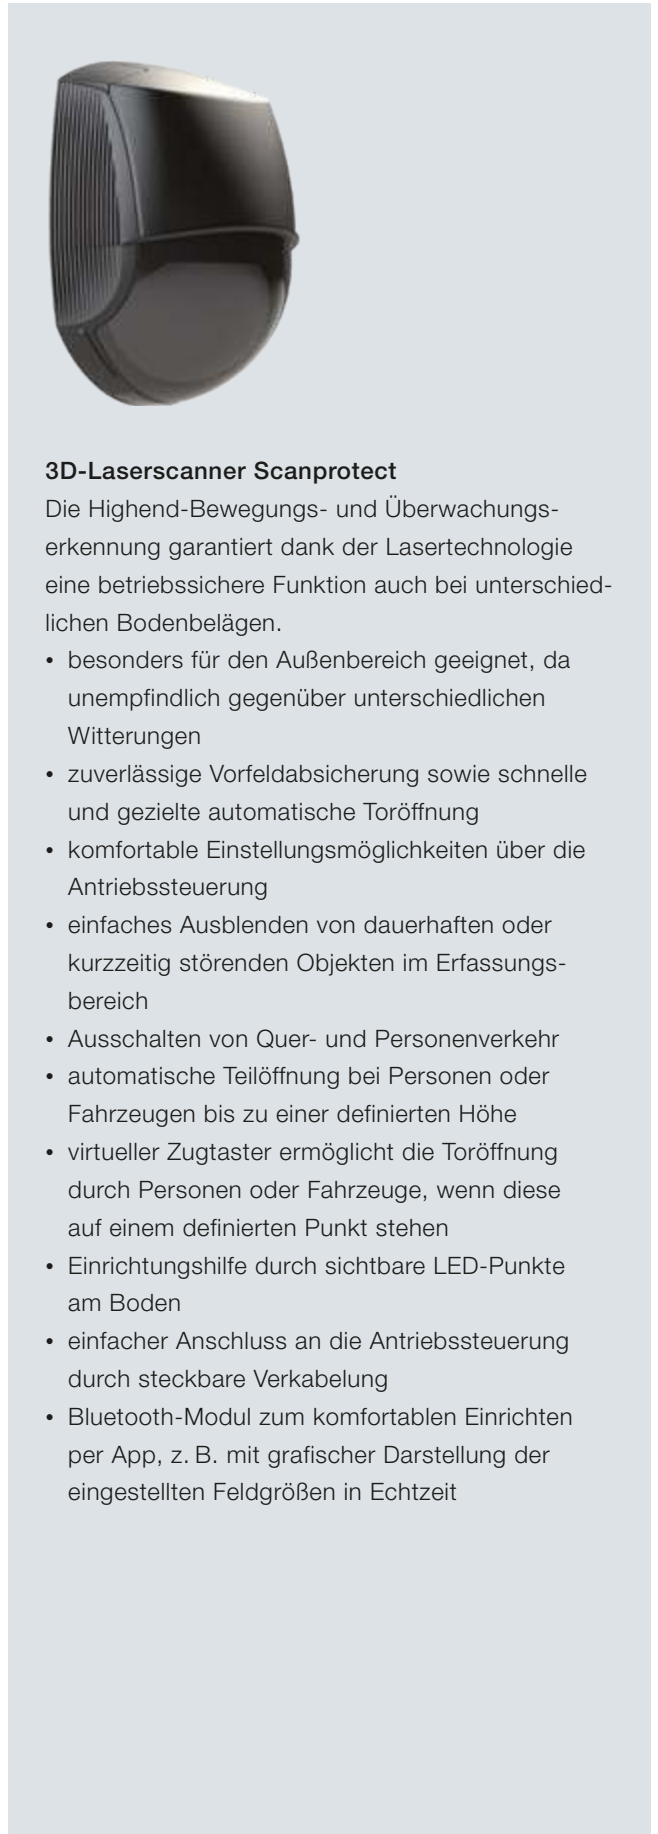 3D-Laserscanner Scanprotect
Die Highend-Bewegungs- und Überwachungs-
erkennung garantiert dank der Lasertechnologie
eine betriebssichere Funktion auch bei unterschied-
lichen Bodenbelägen.
• besonders für den Außenbereich geeignet, da
unempfindlich gegenüber unterschiedlichen
Witterungen
• zuverlässige Vorfeldabsicherung sowie schnelle
und gezielte automatische Toröffnung
• komfortable Einstellungsmöglichkeiten über die
Antriebssteuerung
• einfaches Ausblenden von dauerhaften oder
kurzzeitig störenden Objekten im Erfassungs-
bereich
• Ausschalten von Quer- und Personenverkehr
• automatische Teilöffnung bei Personen oder
Fahrzeugen bis zu einer definierten Höhe
• virtueller Zugtaster ermöglicht die Toröffnung
durch Personen oder Fahrzeuge, wenn diese
auf einem definierten Punkt stehen
• Einrichtungshilfe durch sichtbare LED-Punkte
am Boden
• einfacher Anschluss an die Antriebssteuerung
durch steckbare Verkabelung
• Bluetooth-Modul zum komfortablen Einrichten
per App, z. B. mit grafischer Darstellung der
eingestellten Feldgrößen in Echtzeit